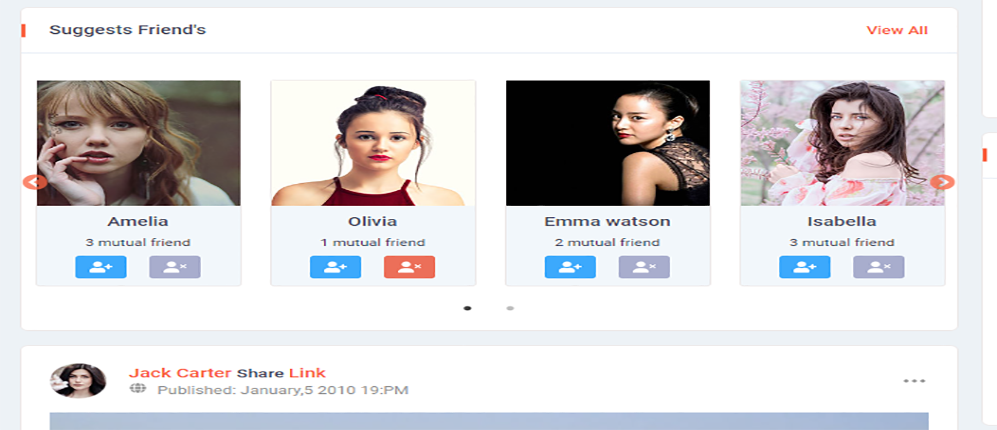 Suggests Friend's
View All
Amelia
Olivia
Emma watson
Isabella
3 mutual friend
1 mutual friend
2 mutual friend
3 mutual friend
Jack Carter Share Link
Published: January,5 2010 19:PM